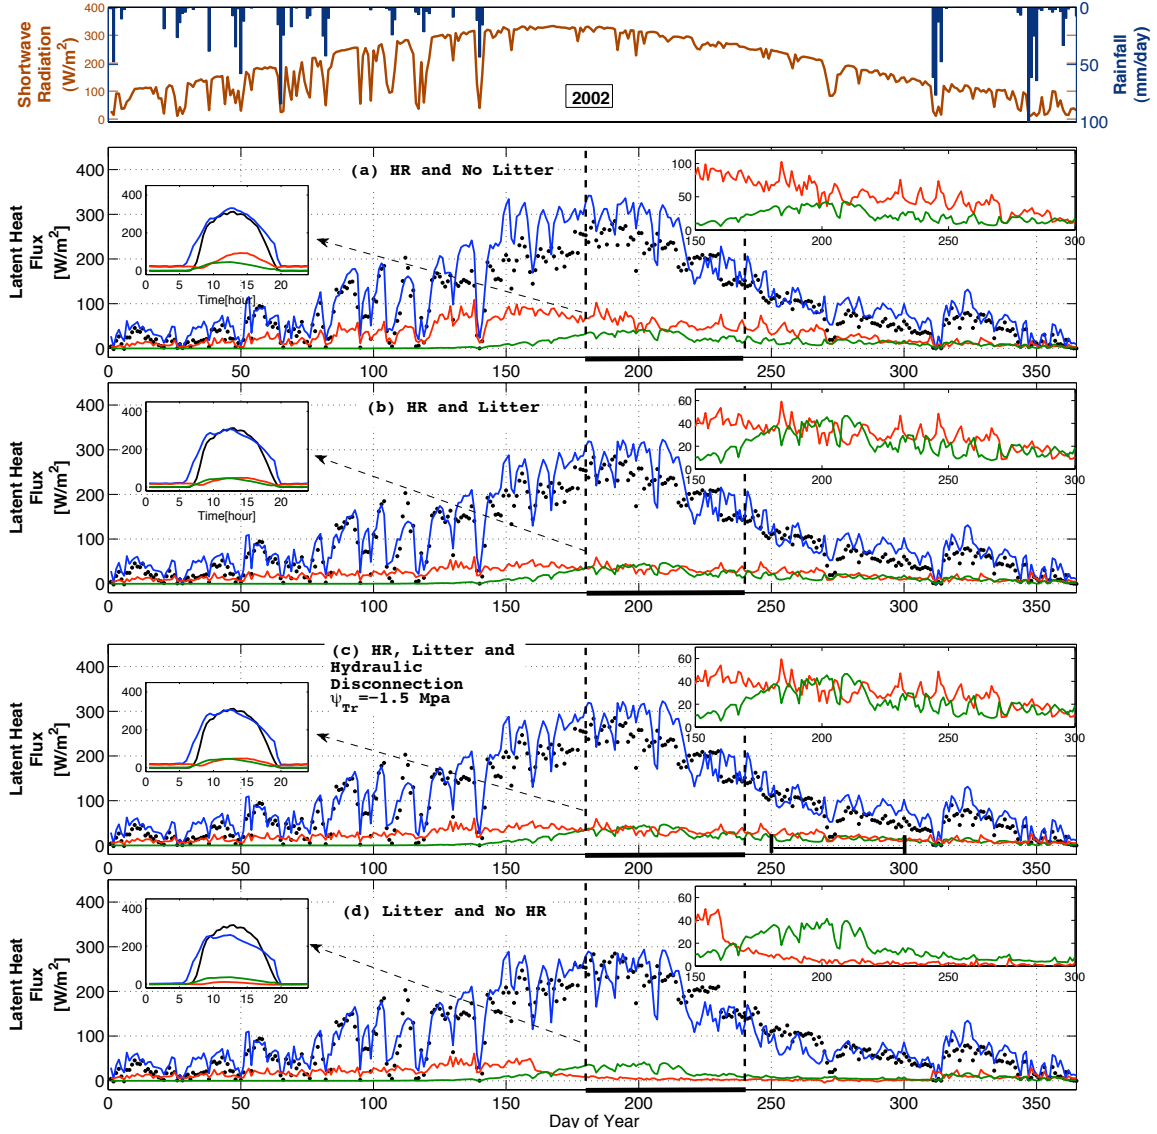 400
300
200
100
0
Shortwave
Radiation
(W/m2)
2002
0
50
100
Rainfall
(mm/day)
(a) HR and No Litter
400
300
200
100
0
Latent Heat
Flux
[W/m2]
400
200
0
0 5 10 15 20
Time[hour]
100
50
0
150 200 250 300
0 50 100 150 200 250 300 350
(b) HR and Litter
400
300
200
100
0
Latent Heat
Flux
[W/m2]
400
200
0
0 5 10 15 20
Time[hour]
60
40
20
0
150 200 250 300
0 50 100 150 200 250 300 350
(c) HR, Litter and
Hydraulic
Disconnection
ψTr=−1.5 Mpa
400
300
200
100
0
Latent Heat
Flux
[W/m2]
400
200
0
0 5 10 15 20
60
40
20
0
150 200 250 300
0 50 100 150 200 250 300 350
(d) Litter and No HR
400
300
200
100
0
Latent Heat
Flux
[W/m2]
400
200
0
0 5 10 15 20
60
40
20
0
150 200 250 300
0 50 100 150 200 250 300 350
Day of Year